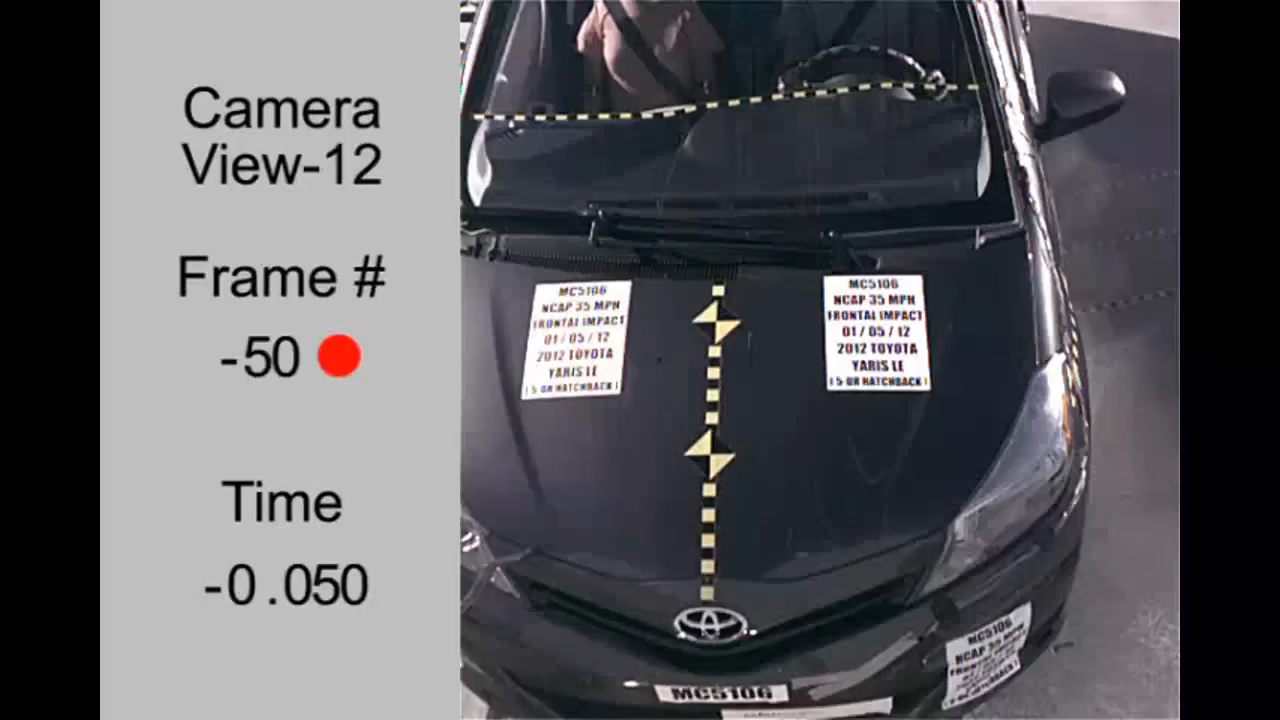 Camera
View-12
Frame #
-50
Time
-0.050
MC5106
NCAP 35 MPH
FRONTAL IMPACT
01 / 05 / 12
2012 TOYOTA
YARIS LE
( 5 DR HATCHBACK )
MC5106
NCAP 35 MPH
FRONTAL IMPACT
01 / 05 / 12
2012 TOYOTA
YARIS LE
( 5 DR HATCHBACK )
MC5106
NCAP 35 MPH
FRONTAL IMPACT
MC5106